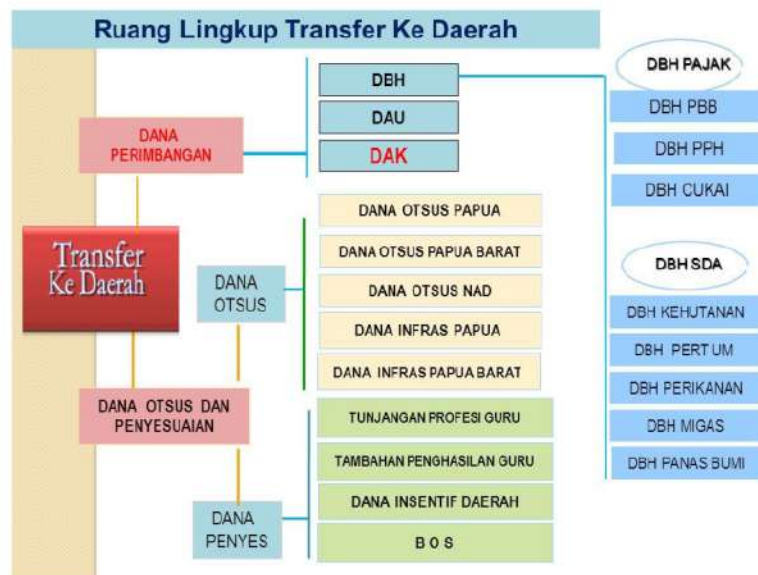 Ruang Lingkup Transfer Ke Daerah
DBH
DAU
DAK
DANA
PERIMBANGAN
Transfer
Ke Daerah
DANA OTSUS PAPUA
DANA OTSUS PAPUA BARAT
DANA OTSUS NAD
DANA INFRAS PAPUA
DANA INFRAS PAPUA BARAT
DANA
OTSUS
DANA OTSUS DAN
PENYESUAIAN
TUNJANGAN PROFESI GURU
TAMBAHAN PENGHASILAN GURU
DANA INSENTIF DAERAH
B O S
DANA
PENYES
DBH PAJAK
DBH PBB
DBH PPH
DBH CUKAI
DBH SDA
DBH KEHUTANAN
DBH PERTUM
DBH PERIKANAN
DBH MIGAS
DBH PANAS BUMI